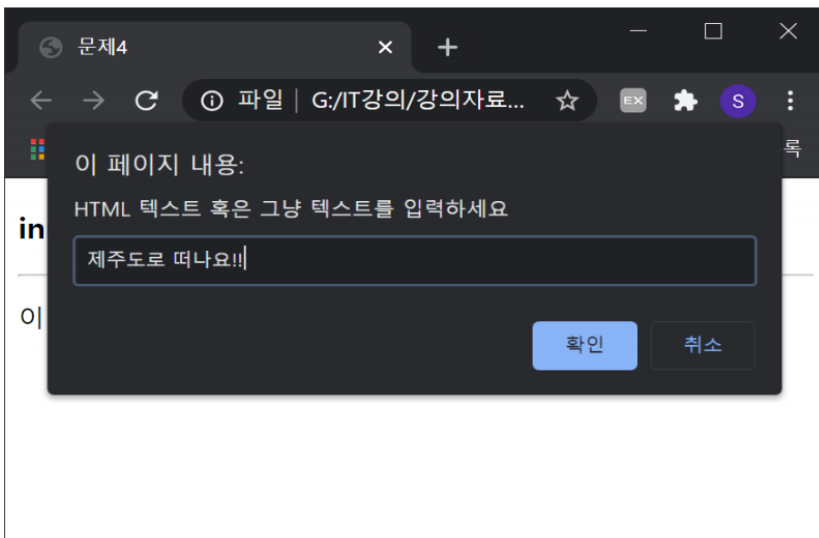 문제4
파일 | G:/IT강의/강의자료...
EX
S
록
이 페이지 내용:
HTML 텍스트 혹은 그냥 텍스트를 입력하세요
in
제주도로 떠나요!!
이
확인
취소